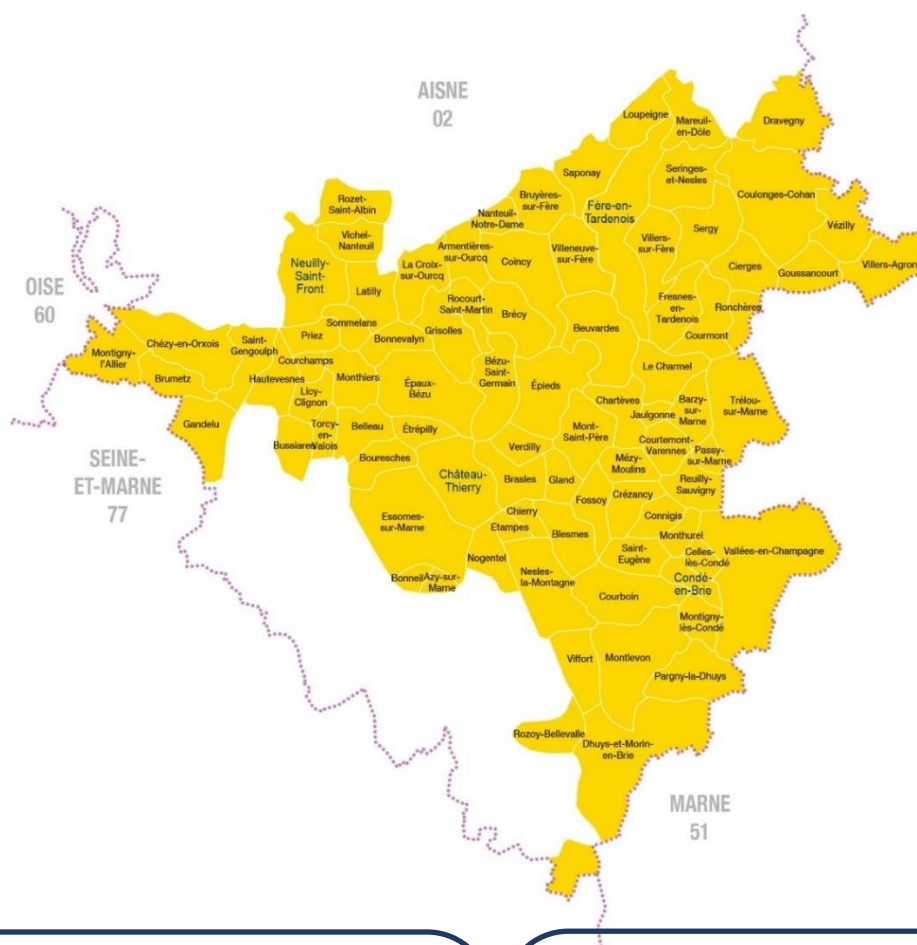 AISNE
02
OISE
60
SEINE-
ET-MARNE
77
MARNE
51
Loupeigne
Mareuil-
en-Dôle
Dravegny
Saponay
Seringes-
et-Nesles
Coulonges-Cohan
Rozet-
Saint-Albin
Bruyères-
sur-Fère
Fère-en-
Tardenois
Nanteuil-
Notre-Dame
Vézilly
Vichel-
Nanteuil
Armentières-
sur-Ourcq
Villeneuve-
sur-Fère
Villers-
sur-Fère
Sergy
Neuilly-
Saint-
Front
La Croix-
sur-Ourcq
Coincy
Cierges
Goussancourt
Villers-Agron
Latilly
Rocourt-
Saint-Martin
Brécy
Fresnes-
en-
Tardenois
Ronchères
Sommelans
Grisolles
Beuvardes
Courmont
Priez
Bonnevalyn
Saint-
Gengoulph
Chézy-en-Orxois
Montigny-
l'Allier
Courchamps
Bézu-
Saint-
Germain
Le Charmel
Brumetz
Hautevesnes
Monthiers
Épaux-
Bézu
Épieds
Licy-
Clignon
Chartèves
Jaulgonne
Barzy-
sur-
Marne
Trélou-
sur-Marne
Gandelu
Torcy-
en-
Valois
Belleau
Étrépilly
Mont-
Saint-Père
Bussiares
Verdilly
Courtemont-
Varennes
Passy-
sur-Marne
Bouresches
Mézy-
Moulins
Château-
Thierry
Brasles
Gland
Reuilly-
Sauvigny
Fossoy
Crézancy
Essomes-
sur-Marne
Chierry
Connigis
Etampes
Blesmes
Monthurel
Saint-
Eugène
Celles-
lès-Condé
Vallées-en-Champagne
Nogentel
Nesles-
la-Montagne
Bonneil
Azy-sur-
Marne
Condé-
en-Brie
Courboin
Montigny-
lès-Condé
Viffort
Montlevon
Pargny-la-Dhuys
Rozoy-Bellevalle
Dhuys-et-Morin-
en-Brie